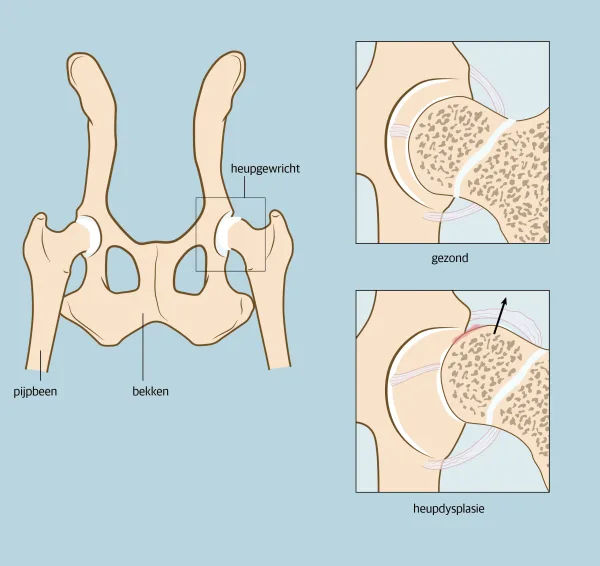 heupgewricht
gezond
pijpbeen
bekken
heupdysplasie